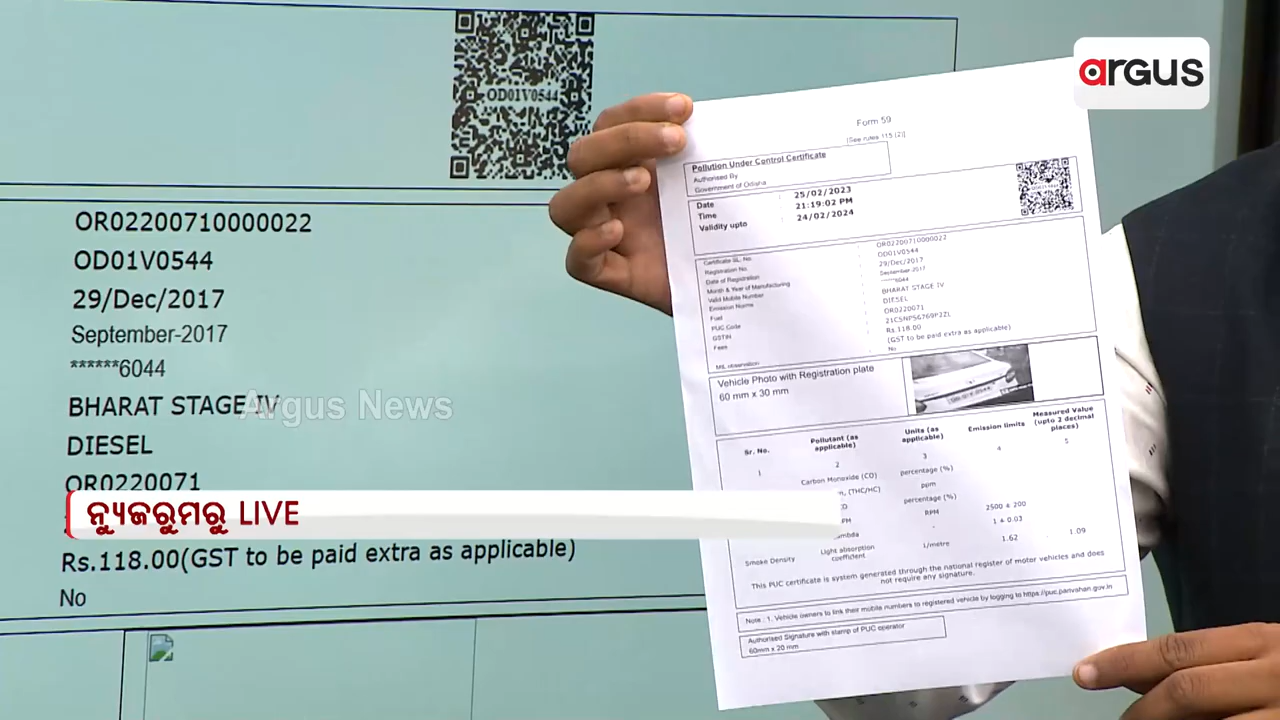 argus
OD01V0544
OR02200710000022
OD01V0544
29/Dec/2017
September-2017
******6044
BHARAT STAGE IV
DIESEL
OR0220071
Rs.118.00(GST to be paid extra as applicable)
No
Argus News
ନ୍ୟୁଜରୁମରୁ LIVE
Form 59
[See rules 115 (2)]
Pollution Under Control Certificate
Authorised By
Government of Odisha
Date : 25/02/2023
Time : 21:19:02 PM
Validity upto : 24/02/2024
Certificate SL. No. : OR02200710000022
Registration No. : OD01V0544
Date of Registration : 29/Dec/2017
Month & Year of Manufacturing : September-2017
Valid Mobile Number : ******6044
Emission Norms : BHARAT STAGE IV
Fuel : DIESEL
PUC Code : OR0220071
GSTIN : 21CSNPS6769P2ZL
Fees : Rs.118.00
(GST to be paid extra as applicable)
MIL observation : No
Vehicle Photo with Registration plate
60 mm x 30 mm
Sr. No. Pollutant (as applicable) Units (as applicable) Emission limits Measured Value (upto 2 decimal places)
1 2 3 4 5
Carbon Monoxide (CO) percentage (%)
(THC/HC) ppm
percentage (%)
RPM 2500 ± 200
- 1 ± 0.03
Smoke Density Light absorption coefficient 1/metre 1.62 1.09
This PUC certificate is system generated through the national register of motor vehicles and does
not require any signature.
Note : 1. Vehicle owners to link their mobile numbers to registered vehicle by logging to https://puc.parivahan.gov.in
Authorised Signature with stamp of PUC operator
60mm x 20 mm